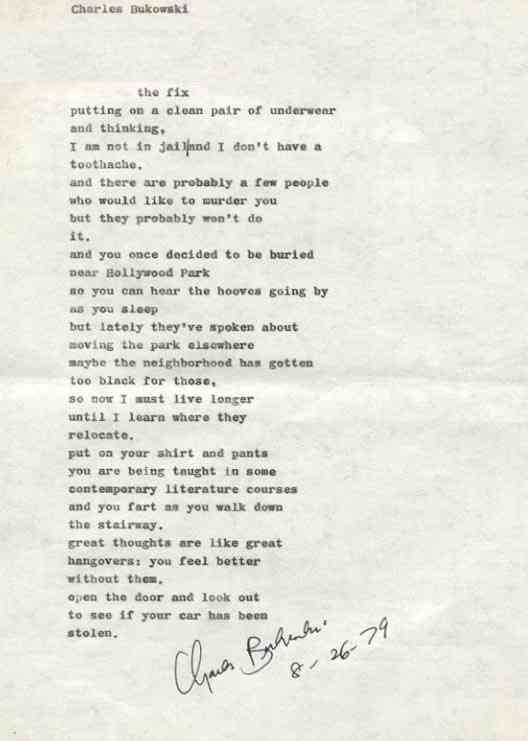 Charles Bukowski
the fix
putting on a clean pair of underwear
and thinking,
I am not in jail and I don't have a
toothache.
and there are probably a few people
who would like to murder you
but they probably won't do
it.
and you once decided to be buried
near Hollywood Park
so you can hear the hooves going by
as you sleep
but lately they've spoken about
moving the park elsewhere
maybe the neighborhood has gotten
too black for those,
so now I must live longer
until I learn where they
relocate.
put on your shirt and pants
you are being taught in some
contemporary literature courses
and you fart as you walk down
the stairway.
great thoughts are like great
hangovers: you feel better
without them.
open the door and look out
to see if your car has been
stolen.
Charles Bukowski
8-26-79